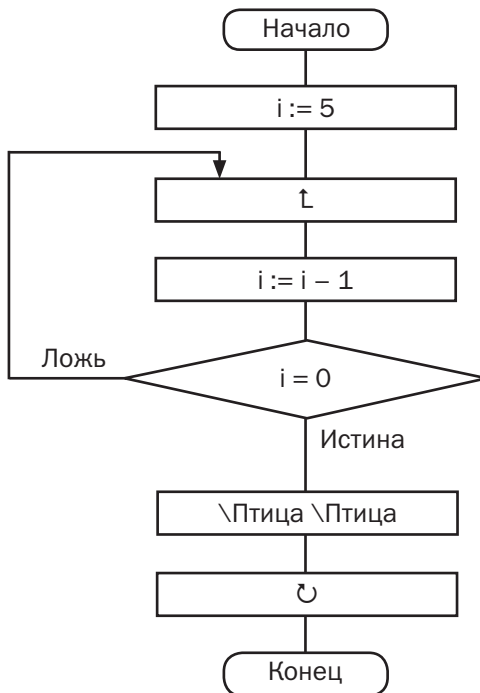 Начало
i := 5
i := i – 1
Ложь
i = 0
Истина
\Птица \Птица
↻
Конец